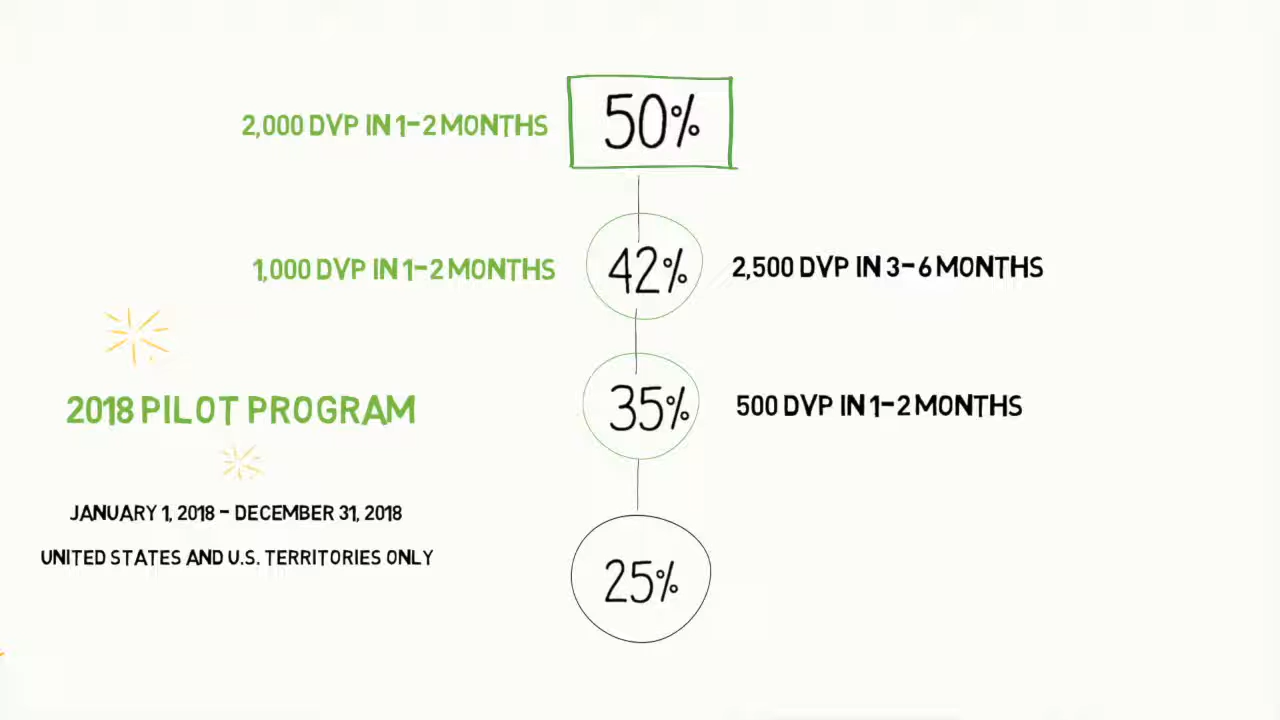 2,000 DVP IN 1-2 MONTHS 50%
1,000 DVP IN 1-2 MONTHS 42% 2,500 DVP IN 3-6 MONTHS
2018 PILOT PROGRAM 35% 500 DVP IN 1-2 MONTHS
JANUARY 1, 2018 - DECEMBER 31, 2018
UNITED STATES AND U.S. TERRITORIES ONLY
25%